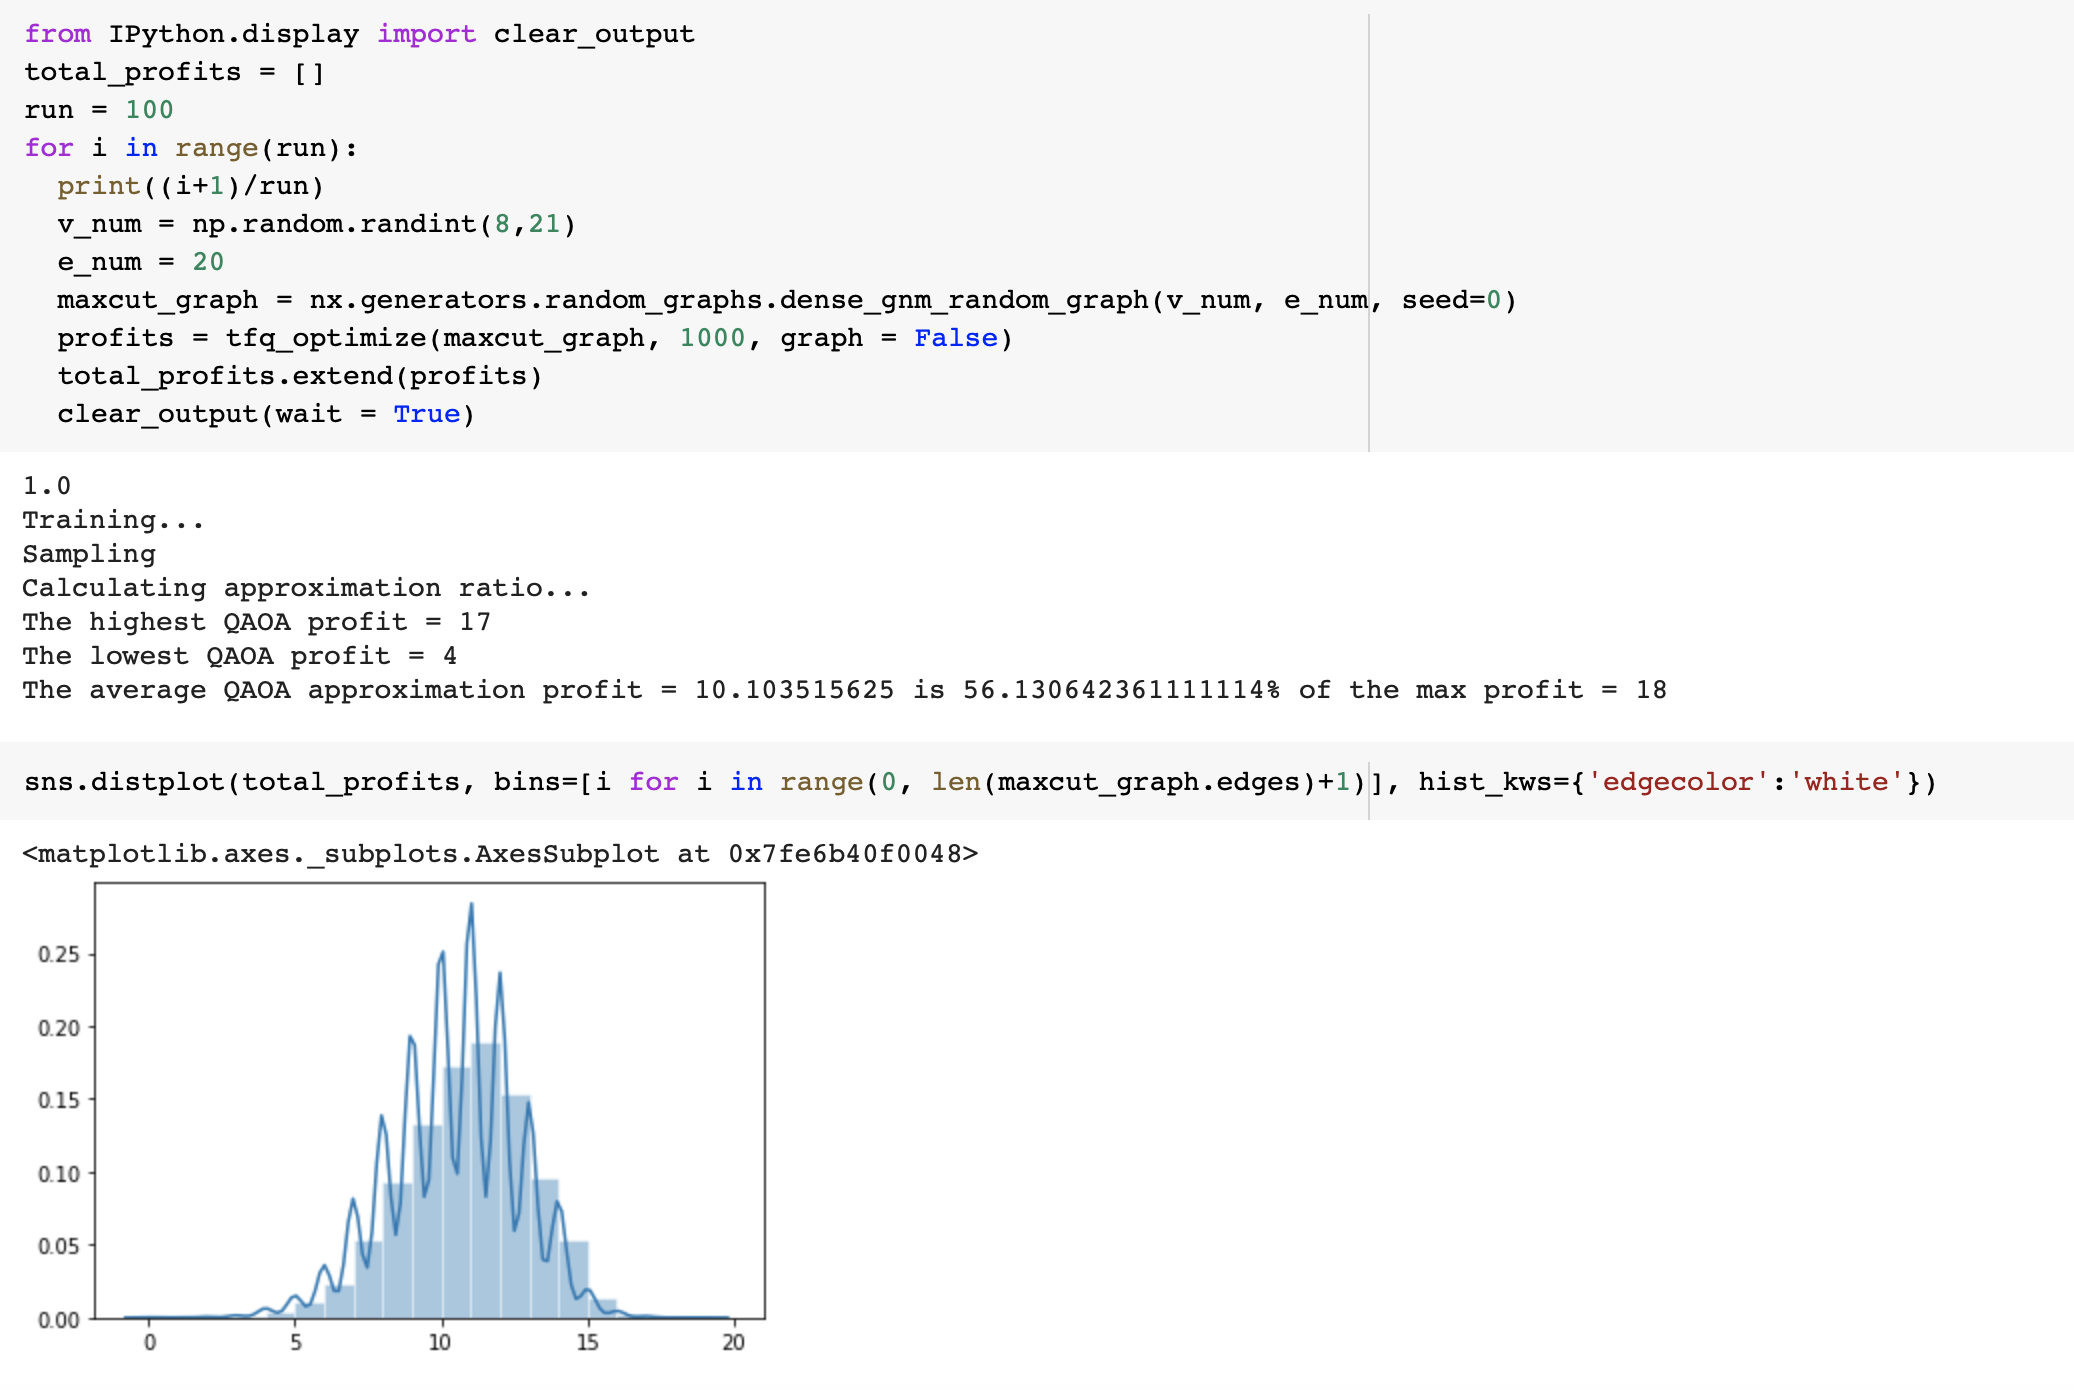 from IPython.display import clear_output
total_profits = []
run = 100
for i in range(run):
  print((i+1)/run)
  v_num = np.random.randint(8,21)
  e_num = 20
  maxcut_graph = nx.generators.random_graphs.dense_gnm_random_graph(v_num, e_num, seed=0)
  profits = tfq_optimize(maxcut_graph, 1000, graph = False)
  total_profits.extend(profits)
  clear_output(wait = True)
1.0
Training...
Sampling
Calculating approximation ratio...
The highest QAOA profit = 17
The lowest QAOA profit = 4
The average QAOA approximation profit = 10.103515625 is 56.130642361111114% of the max profit = 18
sns.distplot(total_profits, bins=[i for i in range(0, len(maxcut_graph.edges)+1)], hist_kws={'edgecolor':'white'})
<matplotlib.axes._subplots.AxesSubplot at 0x7fe6b40f0048>
0.25
0.20
0.15
0.10
0.05
0.00
0 5 10 15 20